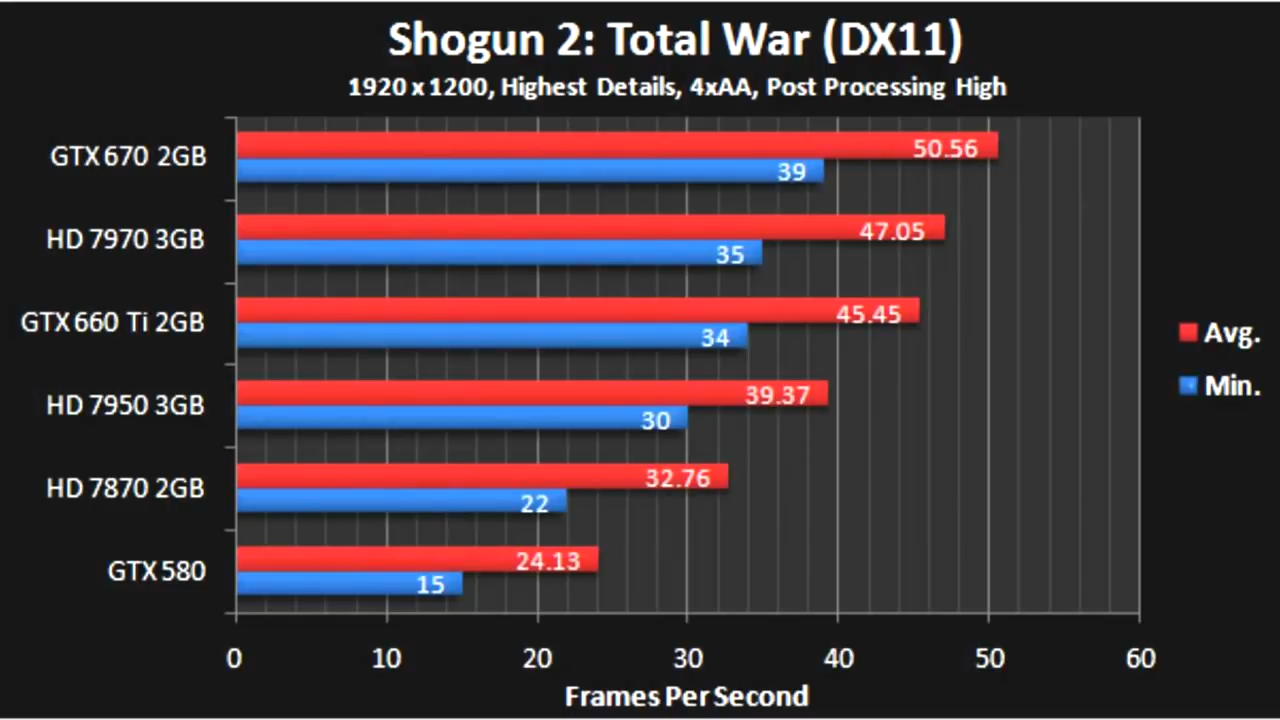 Shogun 2: Total War (DX11)
1920 x 1200, Highest Details, 4xAA, Post Processing High
GTX 670 2GB
50.56
39
HD 7970 3GB
47.05
35
GTX 660 Ti 2GB
45.45
34
HD 7950 3GB
39.37
30
HD 7870 2GB
32.76
22
GTX 580
24.13
15
Avg.
Min.
0 10 20 30 40 50 60
Frames Per Second